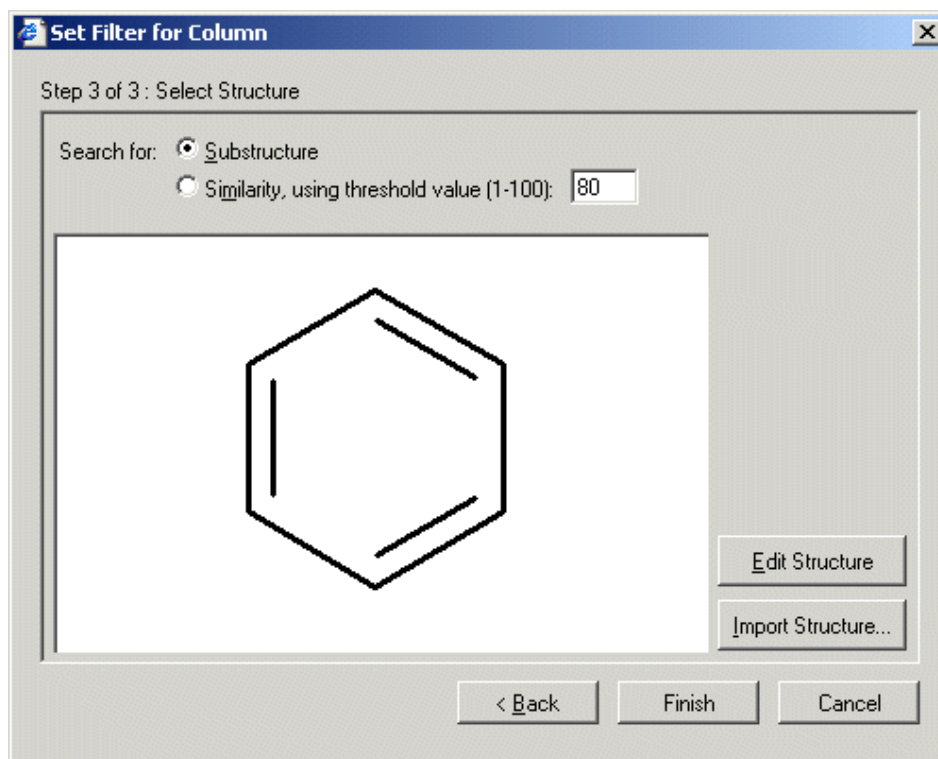 Set Filter for Column
Step 3 of 3 : Select Structure
Search for: Substructure
Similarity, using threshold value (1-100): 80
Edit Structure
Import Structure...
< Back Finish Cancel